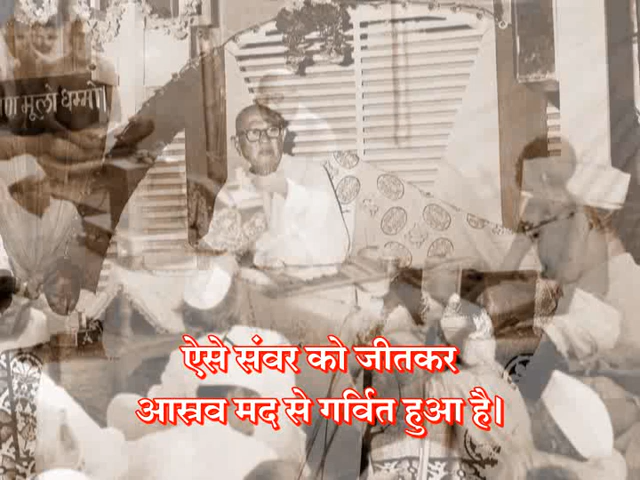 ण मूलो धम्मो।
ऐसे संवर को जीतकर
आस्रव मद से गर्वित हुआ है।